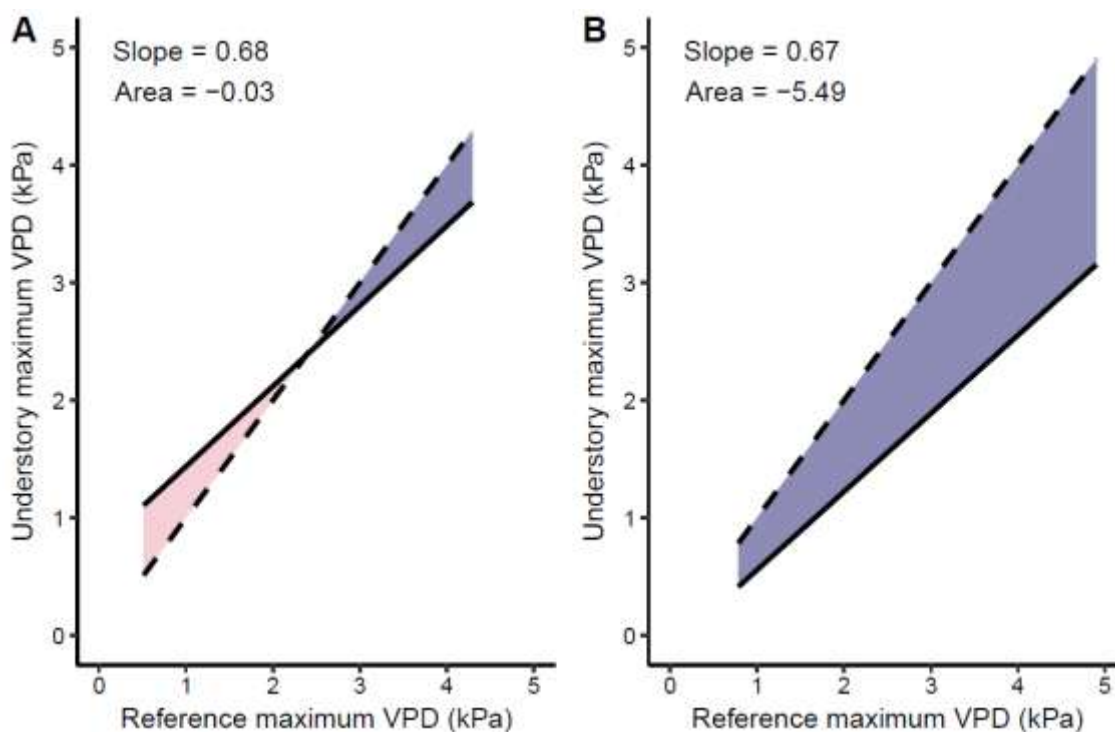 A
Slope = 0.68
Area = −0.03
Understory maximum VPD (kPa)
5
4
3
2
1
0
0 1 2 3 4 5
Reference maximum VPD (kPa)
B
Slope = 0.67
Area = −5.49
Understory maximum VPD (kPa)
5
4
3
2
1
0
0 1 2 3 4 5
Reference maximum VPD (kPa)